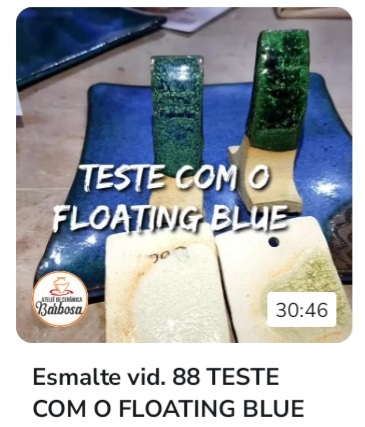 TESTE COM O
FLOATING BLUE
ATELIÊ DE CERÂMICA
Barbosa
30:46
Esmalte vid. 88 TESTE
COM O FLOATING BLUE